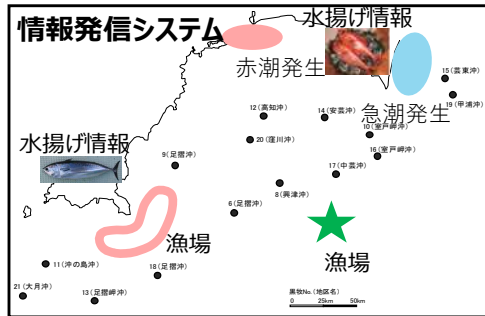 情報発信システム
水揚げ情報
赤潮発生
急潮発生
15(芸東沖)
19(甲浦沖)
12(高知沖)
14(安芸沖)
10(室戸岬沖)
20(窪川沖)
16(室戸岬沖)
水揚げ情報
9(足摺沖)
17(中芸沖)
8(興津沖)
6(足摺沖)
漁場
漁場
11(沖の島沖)
18(足摺沖)
21(大月沖)
13(足摺岬沖)
黒牧No.(地区名)
0 25km 50km